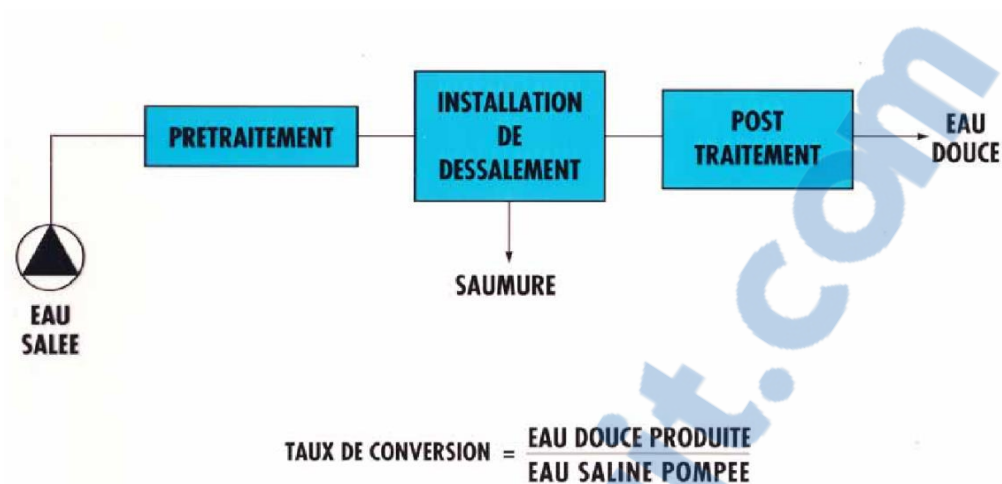 PRETRAITEMENT
INSTALLATION
DE
DESSALEMENT
POST
TRAITEMENT
EAU
DOUCE
SAUMURE
EAU
SALEE
TAUX DE CONVERSION = EAU DOUCE PRODUITE
EAU SALINE POMPEE